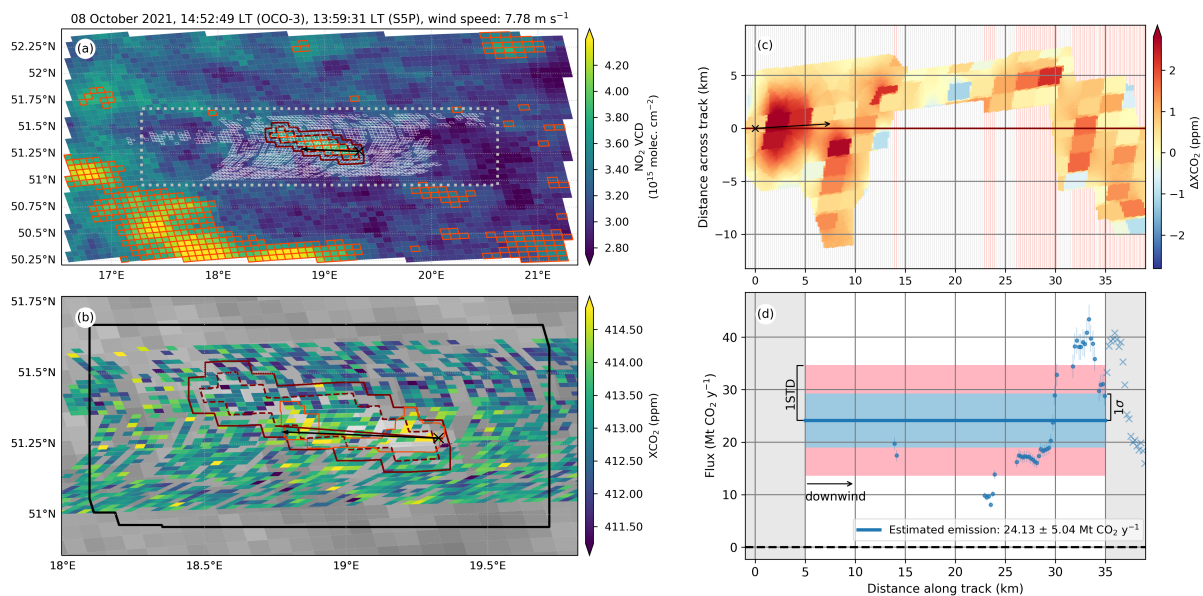 08 October 2021, 14:52:49 LT (OCO-3), 13:59:31 LT (S5P), wind speed: 7.78 m s⁻¹
(a)
52.25°N
52°N
51.75°N
51.5°N
51.25°N
51°N
50.75°N
50.5°N
50.25°N
17°E
18°E
19°E
20°E
21°E
4.20
4.00
3.80
3.60
3.40
3.20
3.00
2.80
NO₂ VCD
(10¹⁵ molec. cm⁻²)
(b)
51.75°N
51.5°N
51.25°N
51°N
18°E
18.5°E
19°E
19.5°E
414.50
414.00
413.50
413.00
412.50
412.00
411.50
XCO₂ (ppm)
(c)
Distance across track (km)
5
0
−5
−10
0
5
10
15
20
25
30
35
2
1
0
−1
−2
ΔXCO₂ (ppm)
(d)
Flux (Mt CO₂ y⁻¹)
40
30
20
10
0
1STD
1σ
downwind
Estimated emission: 24.13 ± 5.04 Mt CO₂ y⁻¹
0
5
10
15
20
25
30
35
Distance along track (km)